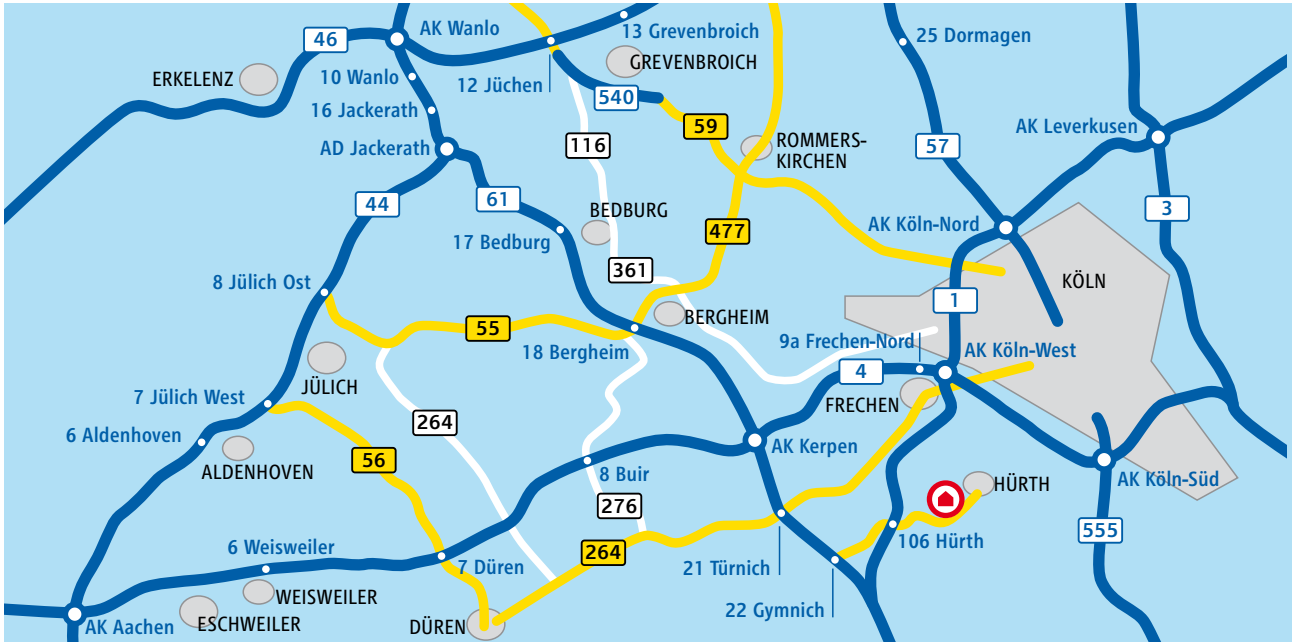 46
AK Wanlo
13 Grevenbroich
25 Dormagen
ERKELENZ
10 Wanlo
12 Jüchen
GREVENBROICH
16 Jackerath
540
59
AD Jackerath
116
ROMMERS-
KIRCHEN
57
AK Leverkusen
44
61
BEDBURG
17 Bedburg
477
AK Köln-Nord
3
8 Jülich Ost
361
KÖLN
1
55
18 Bergheim
BERGHEIM
9a Frechen-Nord
AK Köln-West
JÜLICH
4
7 Jülich West
FRECHEN
6 Aldenhoven
264
ALDENHOVEN
56
AK Kerpen
8 Buir
HÜRTH
AK Köln-Süd
276
6 Weisweiler
7 Düren
264
21 Türnich
106 Hürth
555
WEISWEILER
22 Gymnich
AK Aachen
ESCHWEILER
DÜREN